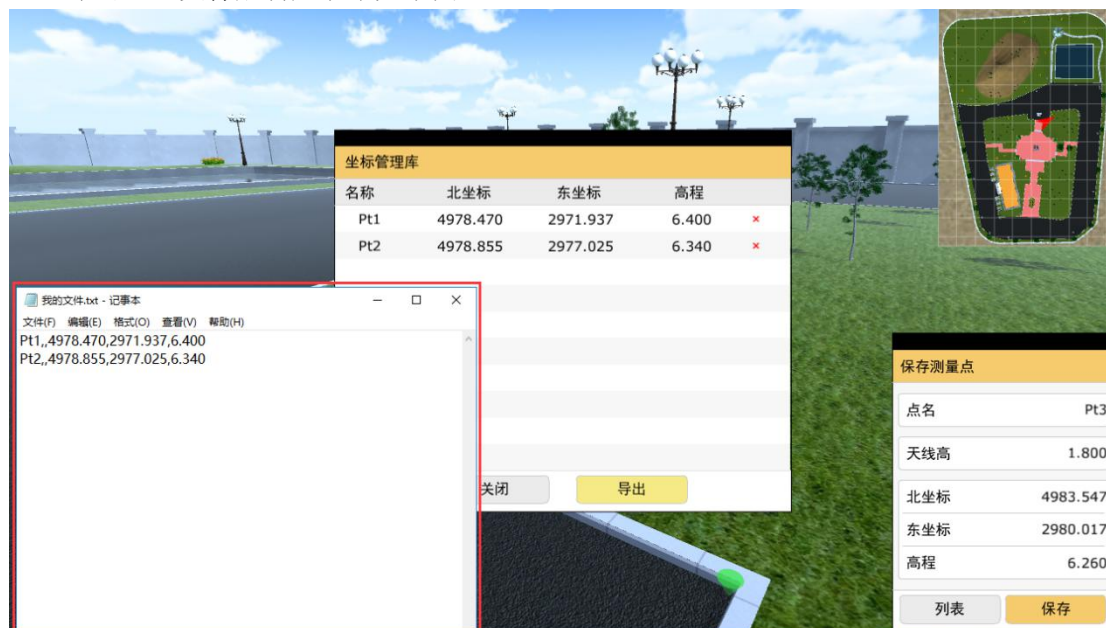 坐标管理库
名称 北坐标 东坐标 高程
Pt1 4978.470 2971.937 6.400 ×
Pt2 4978.855 2977.025 6.340 ×
关闭 导出
我的文件.txt - 记事本
文件(F) 编辑(E) 格式(O) 查看(V) 帮助(H)
Pt1,,4978.470,2971.937,6.400
Pt2,,4978.855,2977.025,6.340
保存测量点
点名 Pt3
天线高 1.800
北坐标 4983.547
东坐标 2980.017
高程 6.260
列表 保存